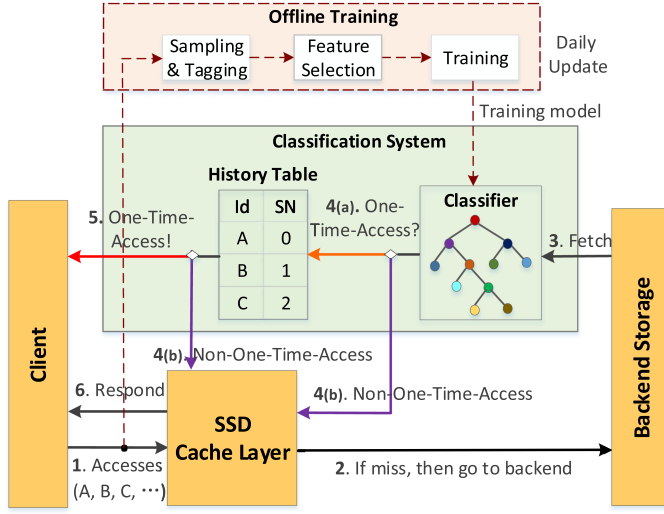 Offline Training
Sampling
& Tagging
Feature
Selection
Training
Daily
Update
Training model
Classification System
History Table
Id SN
A 0
B 1
C 2
Classifier
4(a). One-
Time-Access?
3. Fetch
5. One-Time-
Access!
Client
Backend Storage
4(b). Non-One-Time-Access
4(b). Non-One-Time-Access
6. Respond
SSD
Cache Layer
1. Accesses
(A, B, C, ⋯)
2. If miss, then go to backend